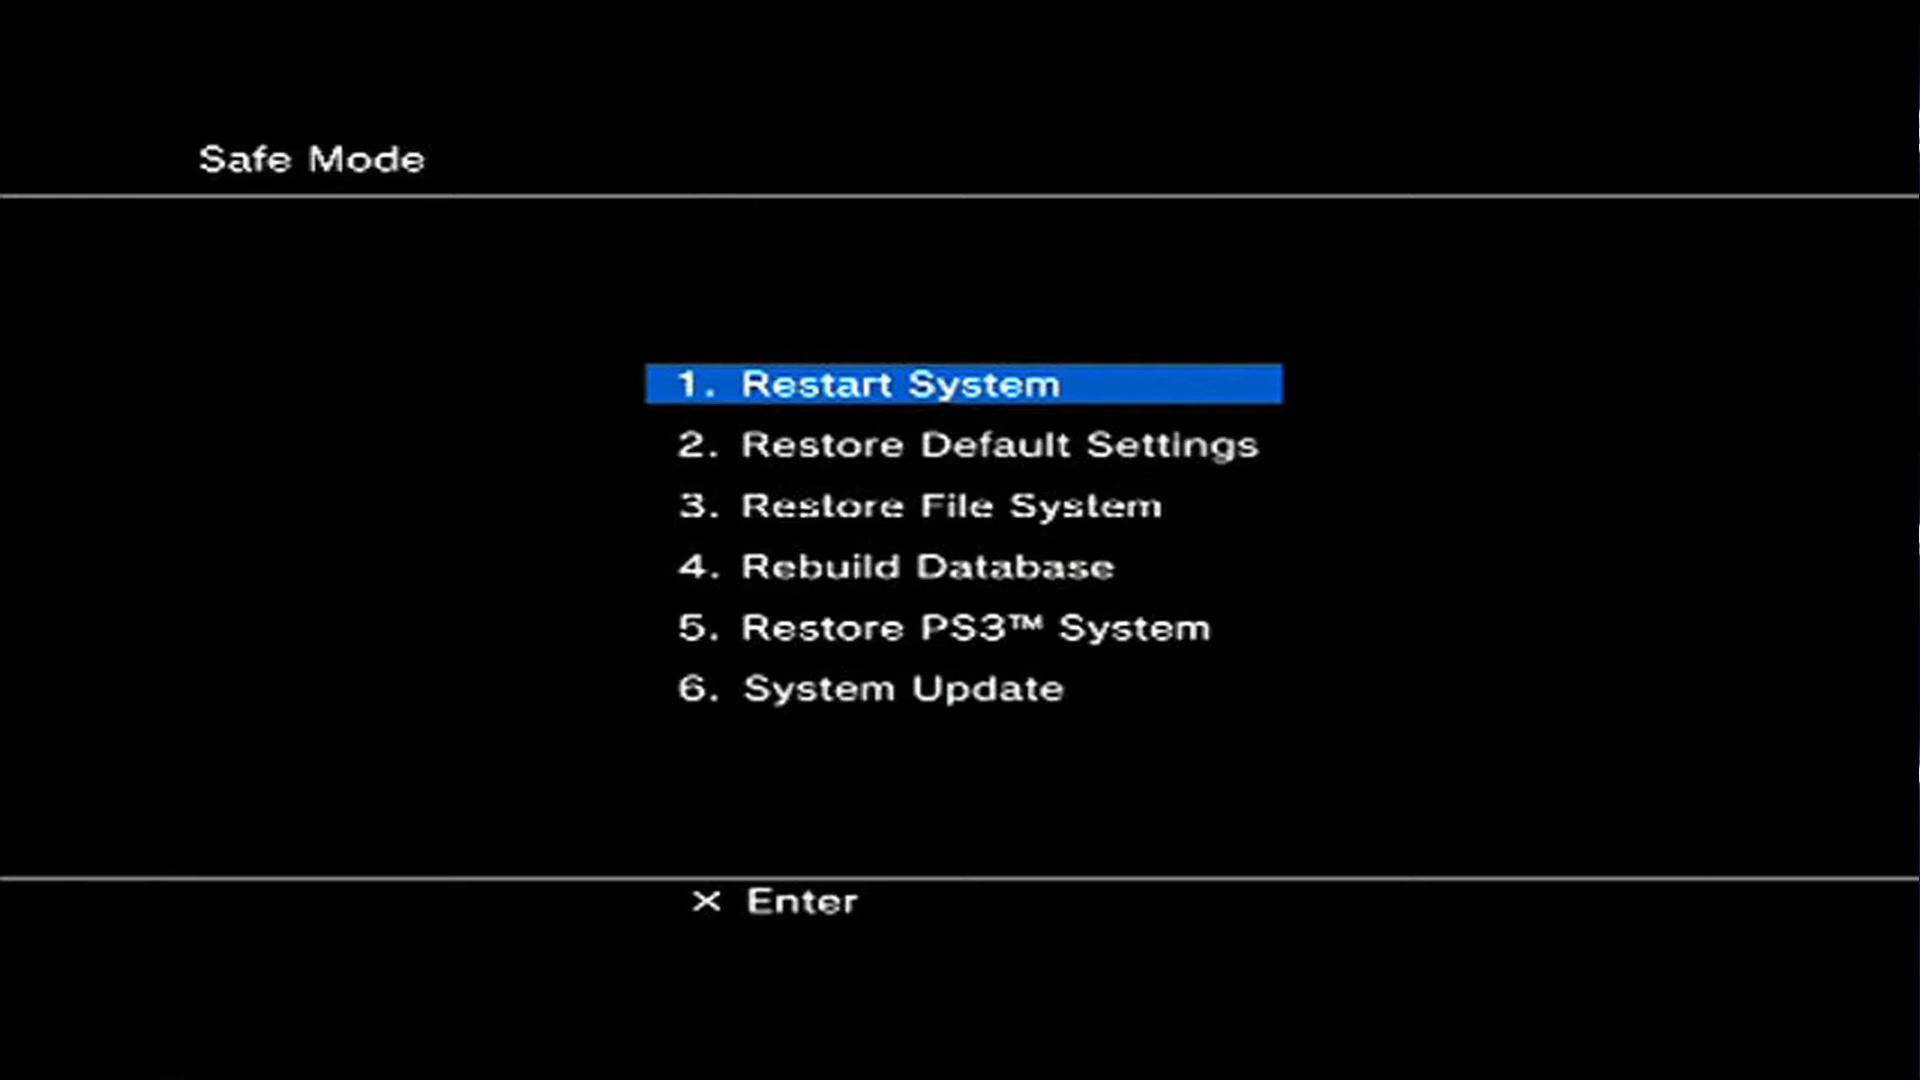 Safe Mode
1. Restart System
2. Restore Default Settings
3. Restore File System
4. Rebuild Database
5. Restore PS3™ System
6. System Update
✕ Enter